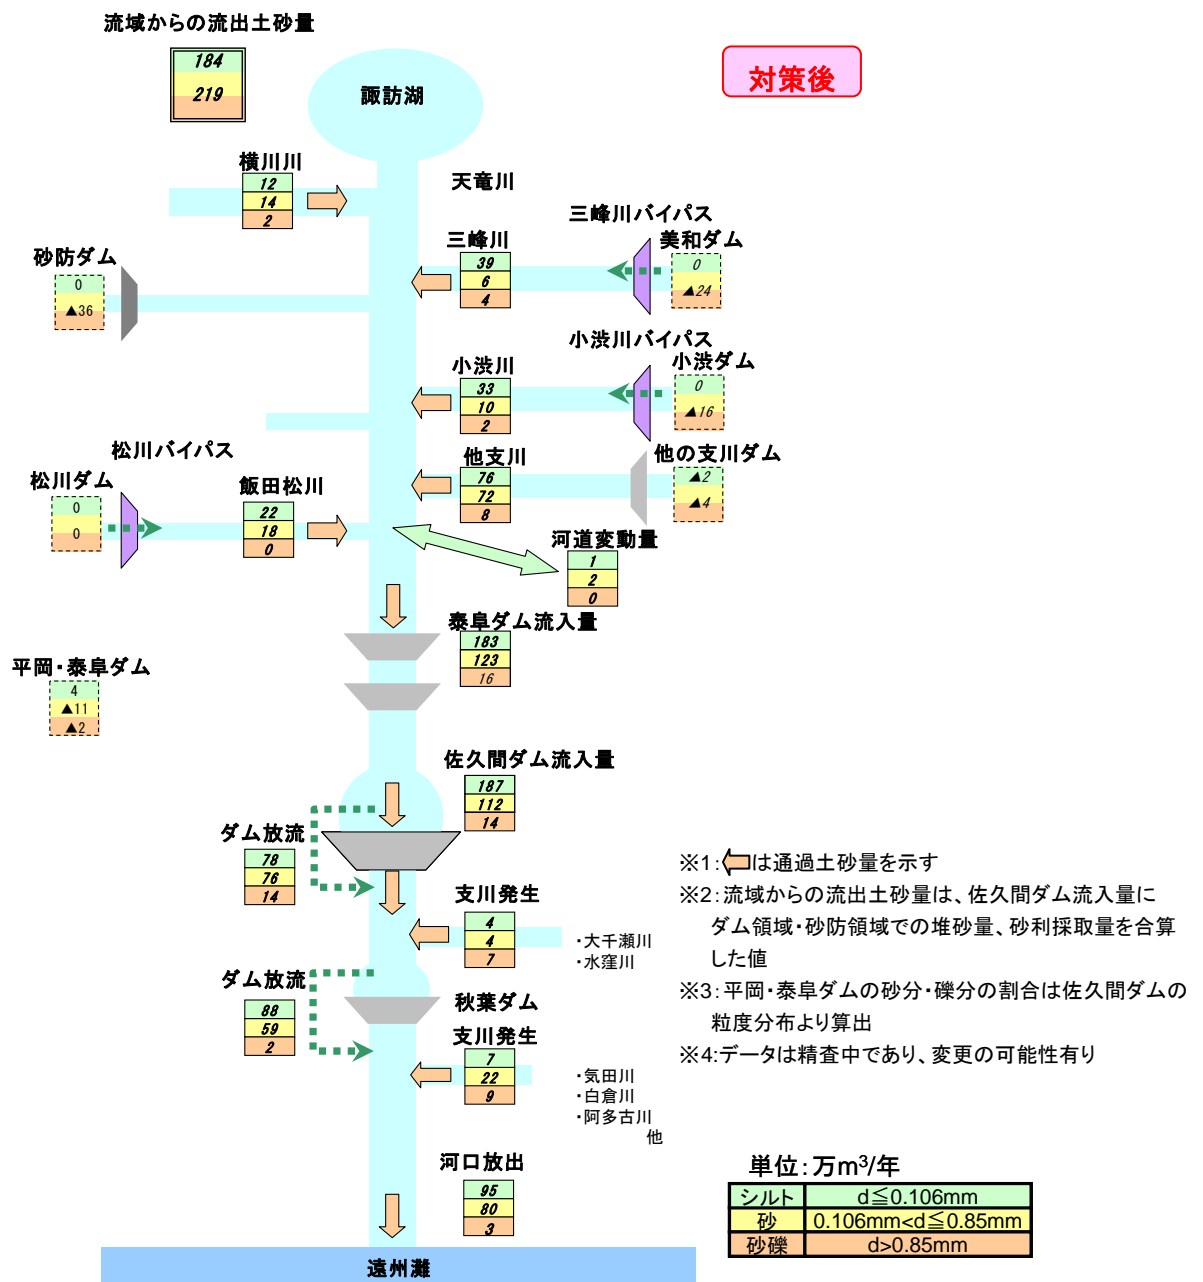 流域からの流出土砂量
184
219
諏訪湖
対策後
横川川
12
14
2
天竜川
三峰川バイパス
三峰川
39
6
4
美和ダム
0
▲24
砂防ダム
0
▲36
小渋川バイパス
小渋川
33
10
2
小渋ダム
0
▲16
松川バイパス
松川ダム
0
0
飯田松川
22
18
0
他支川
76
72
8
他の支川ダム
▲2
▲4
河道変動量
1
2
0
泰阜ダム流入量
183
123
16
平岡・泰阜ダム
4
▲11
▲2
佐久間ダム流入量
187
112
14
ダム放流
78
76
14
支川発生
4
4
7
・大千瀬川
・水窪川
ダム放流
88
59
2
秋葉ダム
支川発生
7
22
9
・気田川
・白倉川
・阿多古川
他
河口放出
95
80
3
遠州灘
※1:は通過土砂量を示す
※2:流域からの流出土砂量は、佐久間ダム流入量に
ダム領域・砂防領域での堆砂量、砂利採取量を合算
した値
※3:平岡・泰阜ダムの砂分・礫分の割合は佐久間ダムの
粒度分布より算出
※4:データは精査中であり、変更の可能性有り
単位:万m³/年
シルト d≦0.106mm
砂 0.106mm<d≦0.85mm
砂礫 d>0.85mm